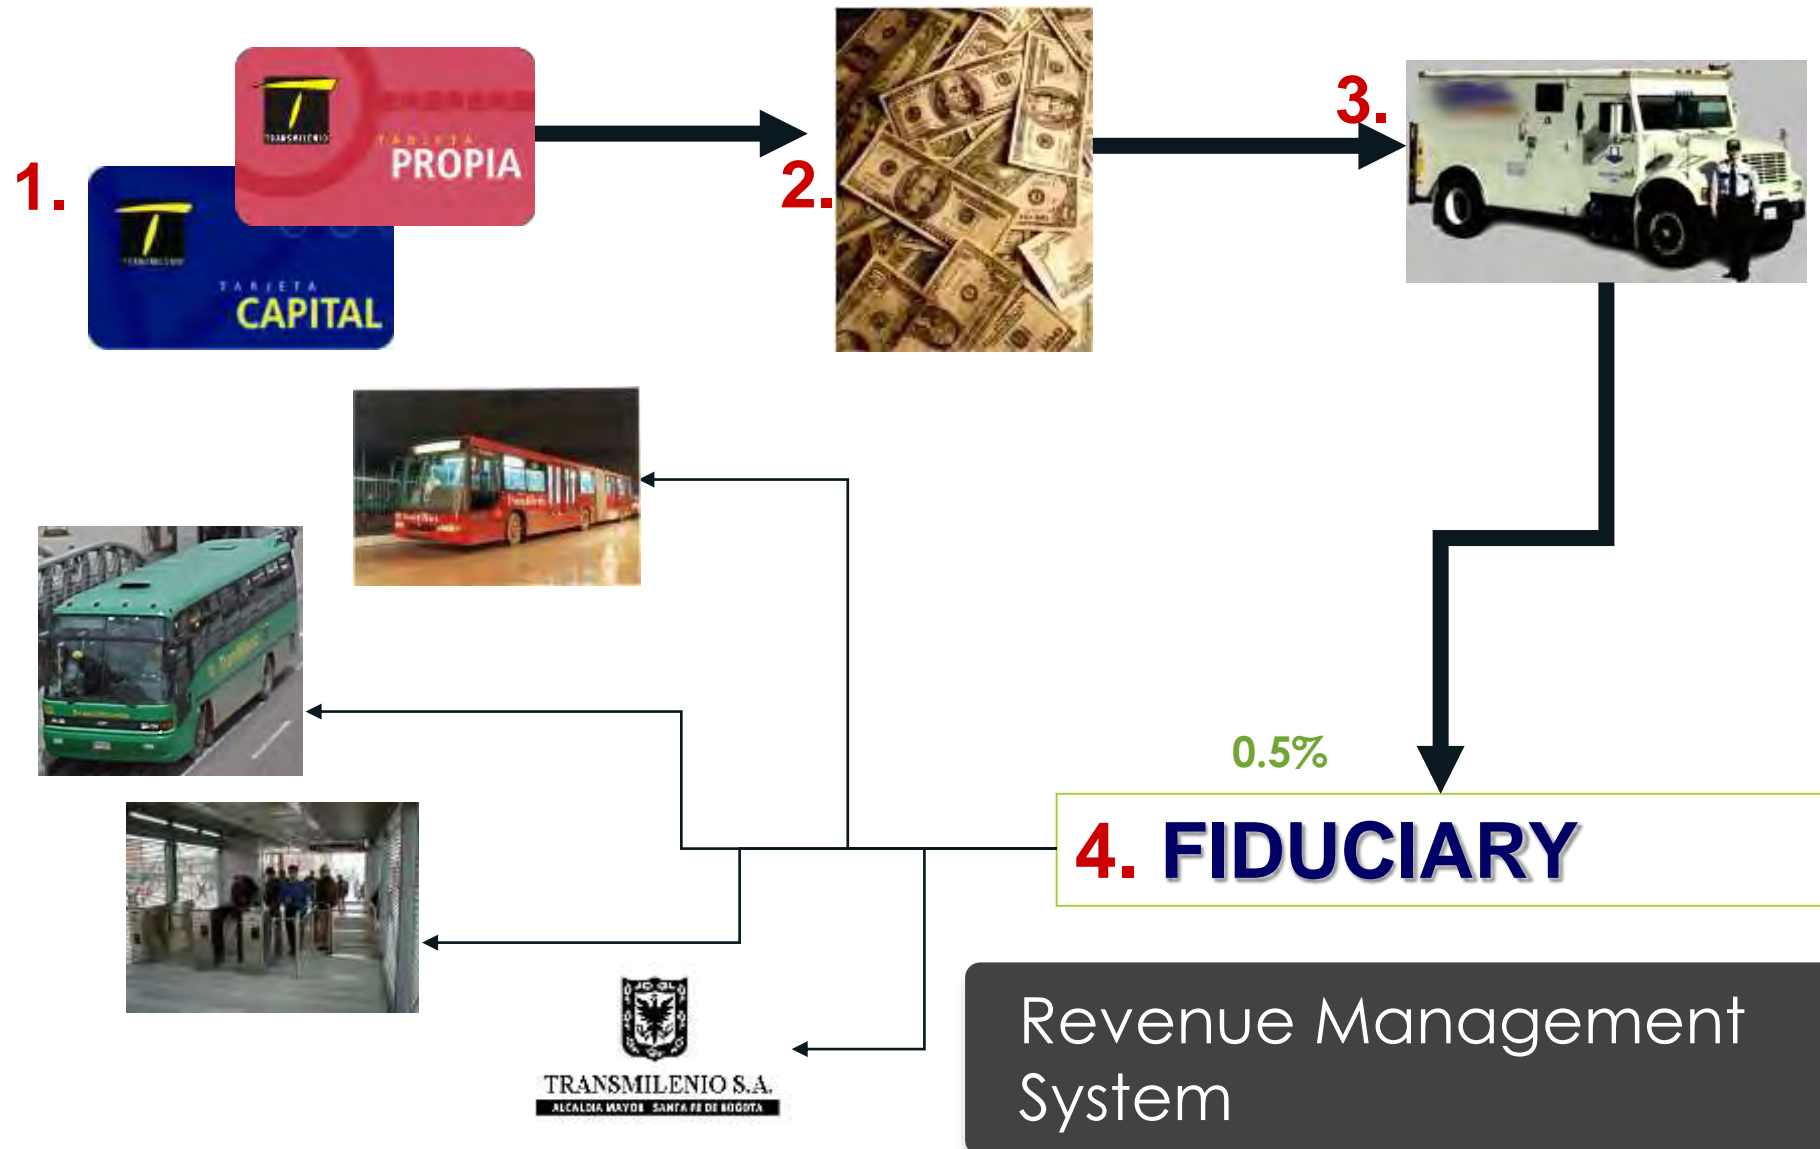 1.
TRANSMILENIO
TARJETA
PROPIA
TARJETA
CAPITAL
2.
3.
0.5%
4. FIDUCIARY
TRANSMILENIO S.A.
ALCALDIA MAYOR SANTA FE DE BOGOTA
Revenue Management
System